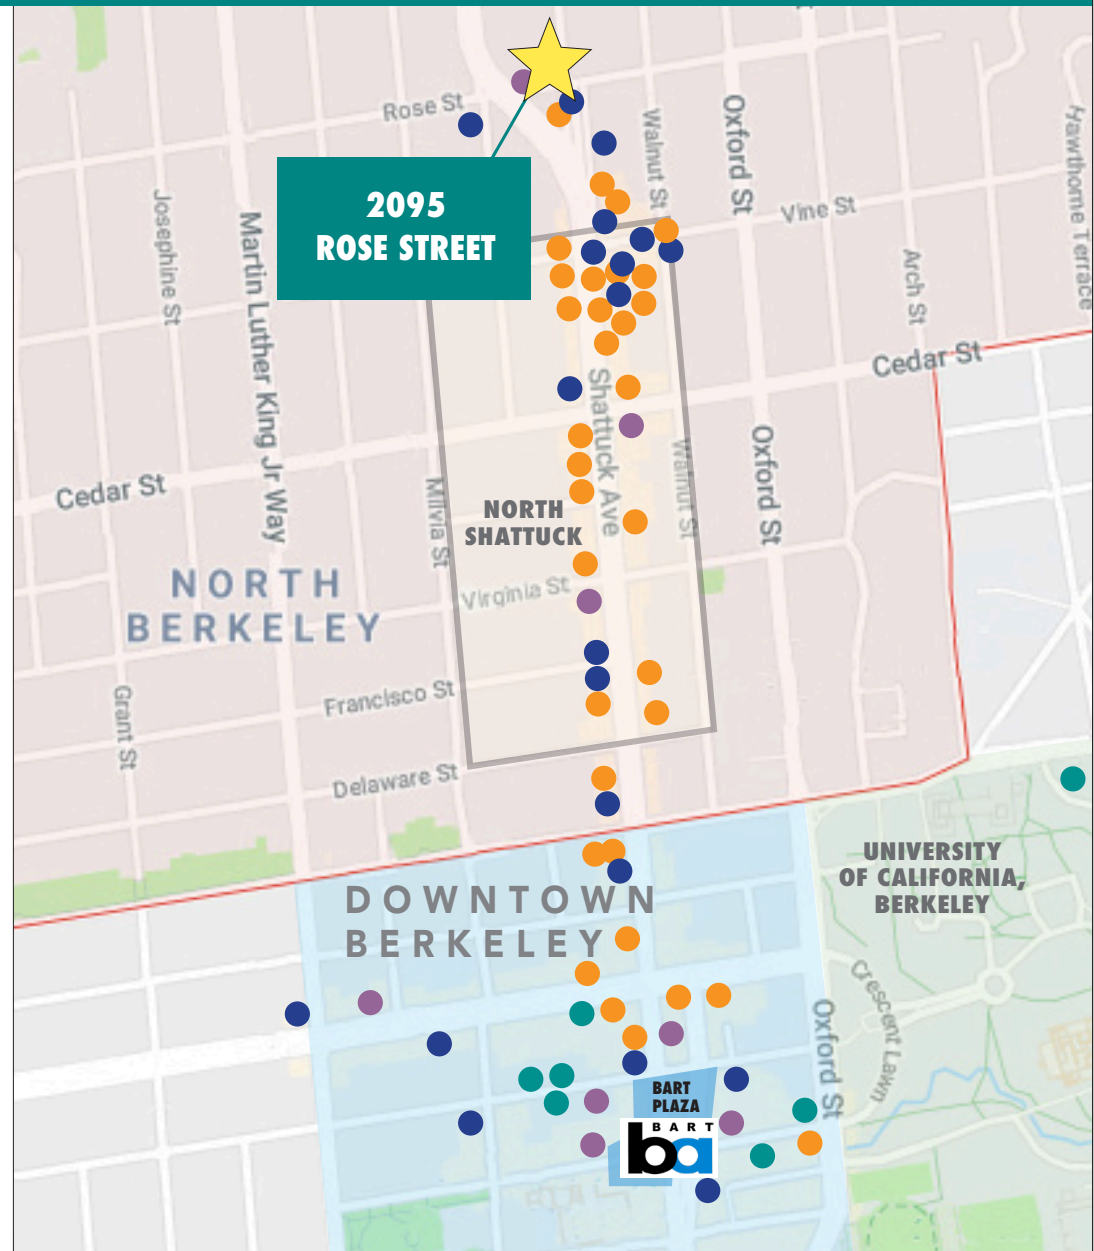 Rose St
Walnut St
Oxford St
Hawthorne Terrace
2095
ROSE STREET
Vine St
Josephine St
Martin Luther King Jr Way
Arch St
Cedar St
Shattuck Ave
Oxford St
Walnut St
Cedar St
Milvia St
NORTH
SHATTUCK
NORTH
BERKELEY
Virginia St
Francisco St
Grant St
Delaware St
UNIVERSITY
OF CALIFORNIA,
BERKELEY
DOWNTOWN
BERKELEY
Crescent Lawn
Oxford St
BART
PLAZA
BART
ba